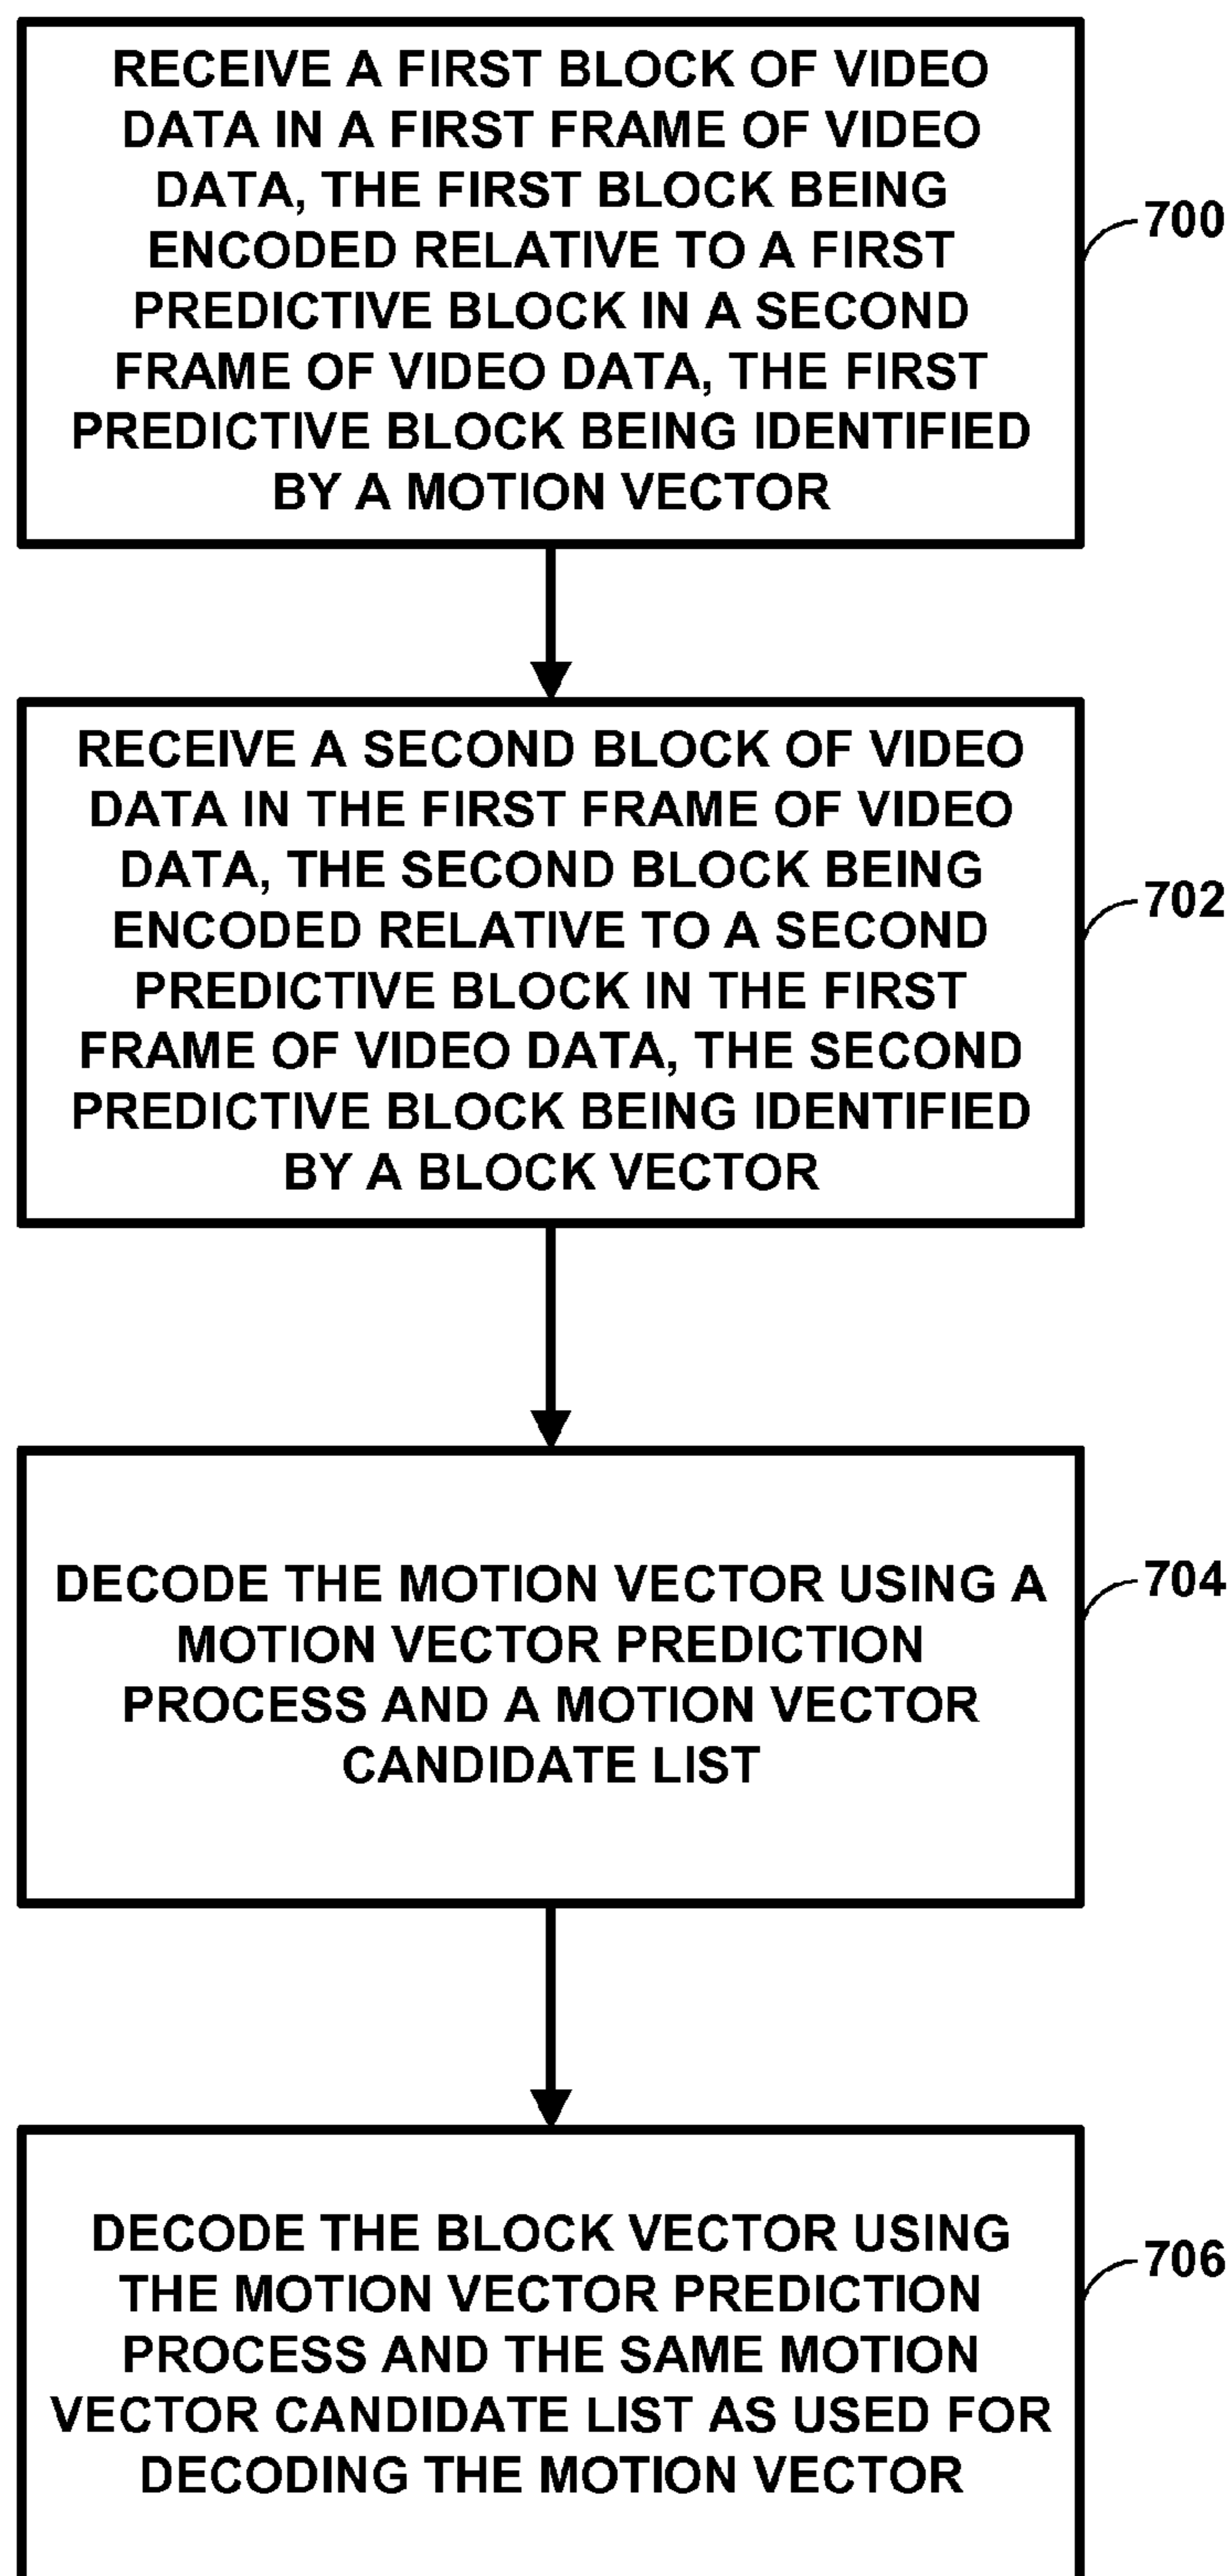 RECEIVE A FIRST BLOCK OF VIDEO
DATA IN A FIRST FRAME OF VIDEO
DATA, THE FIRST BLOCK BEING
ENCODED RELATIVE TO A FIRST
PREDICTIVE BLOCK IN A SECOND
FRAME OF VIDEO DATA, THE FIRST
PREDICTIVE BLOCK BEING IDENTIFIED
BY A MOTION VECTOR
700
RECEIVE A SECOND BLOCK OF VIDEO
DATA IN THE FIRST FRAME OF VIDEO
DATA, THE SECOND BLOCK BEING
ENCODED RELATIVE TO A SECOND
PREDICTIVE BLOCK IN THE FIRST
FRAME OF VIDEO DATA, THE SECOND
PREDICTIVE BLOCK BEING IDENTIFIED
BY A BLOCK VECTOR
702
DECODE THE MOTION VECTOR USING A
MOTION VECTOR PREDICTION
PROCESS AND A MOTION VECTOR
CANDIDATE LIST
704
DECODE THE BLOCK VECTOR USING
THE MOTION VECTOR PREDICTION
PROCESS AND THE SAME MOTION
VECTOR CANDIDATE LIST AS USED FOR
DECODING THE MOTION VECTOR
706